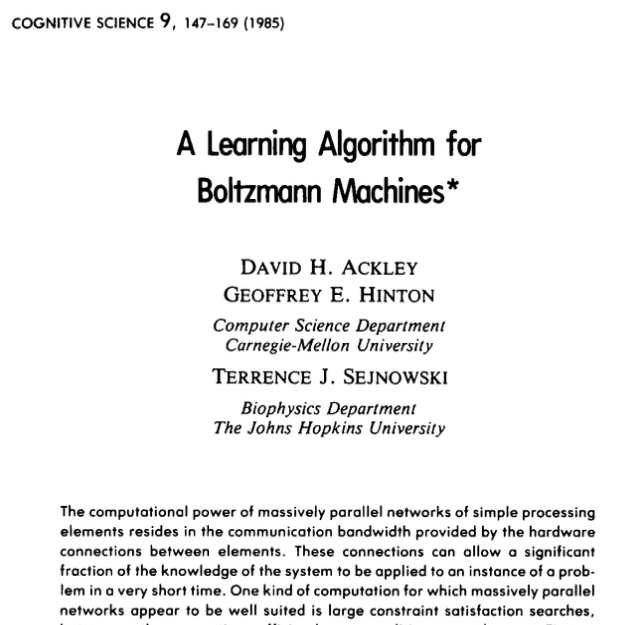 COGNITIVE SCIENCE 9, 147–169 (1985)
A Learning Algorithm for
Boltzmann Machines*
DAVID H. ACKLEY
GEOFFREY E. HINTON
Computer Science Department
Carnegie-Mellon University
TERRENCE J. SEJNOWSKI
Biophysics Department
The Johns Hopkins University
The computational power of massively parallel networks of simple processing
elements resides in the communication bandwidth provided by the hardware
connections between elements. These connections can allow a significant
fraction of the knowledge of the system to be applied to an instance of a prob-
lem in a very short time. One kind of computation for which massively parallel
networks appear to be well suited is large constraint satisfaction searches,